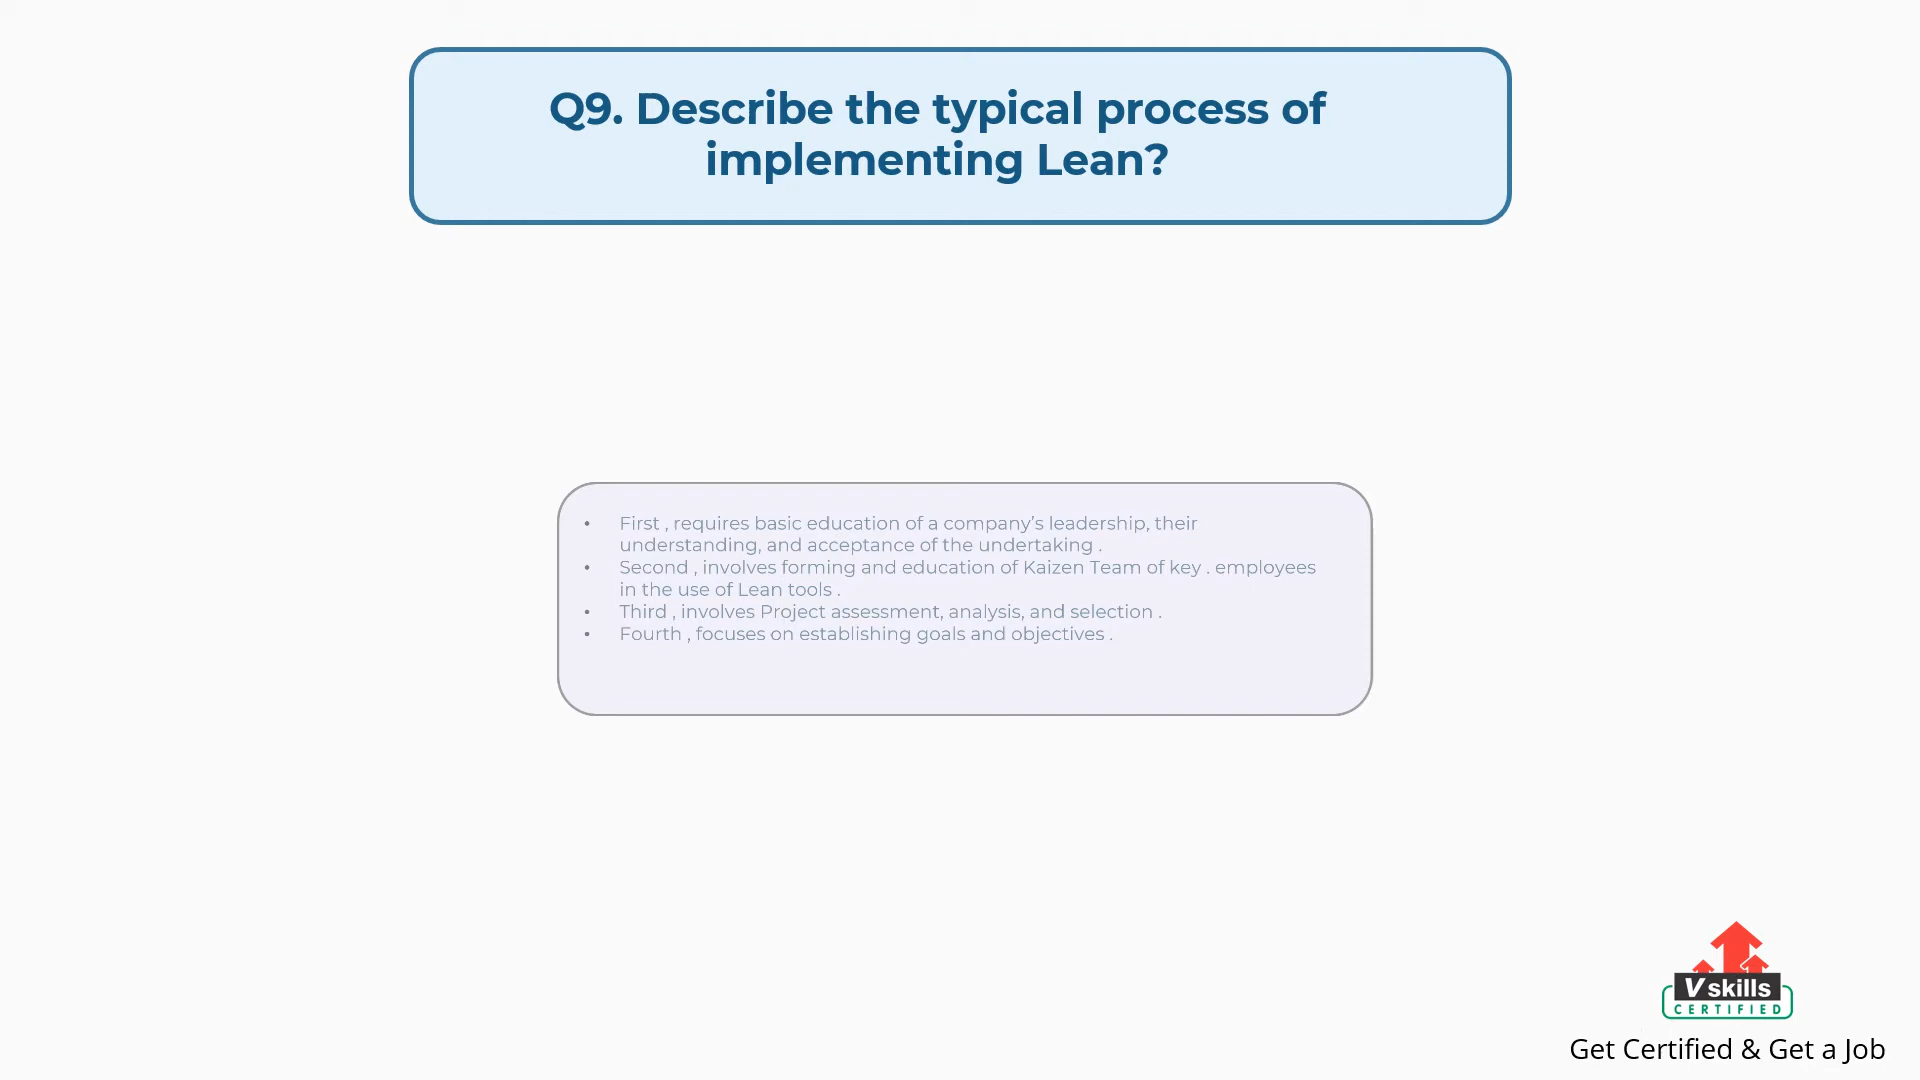 Q9. Describe the typical process of
implementing Lean?
• First , requires basic education of a company’s leadership, their
understanding, and acceptance of the undertaking .
• Second , involves forming and education of Kaizen Team of key . employees
in the use of Lean tools .
• Third , involves Project assessment, analysis, and selection .
• Fourth , focuses on establishing goals and objectives .
Vskills
CERTIFIED
Get Certified & Get a Job